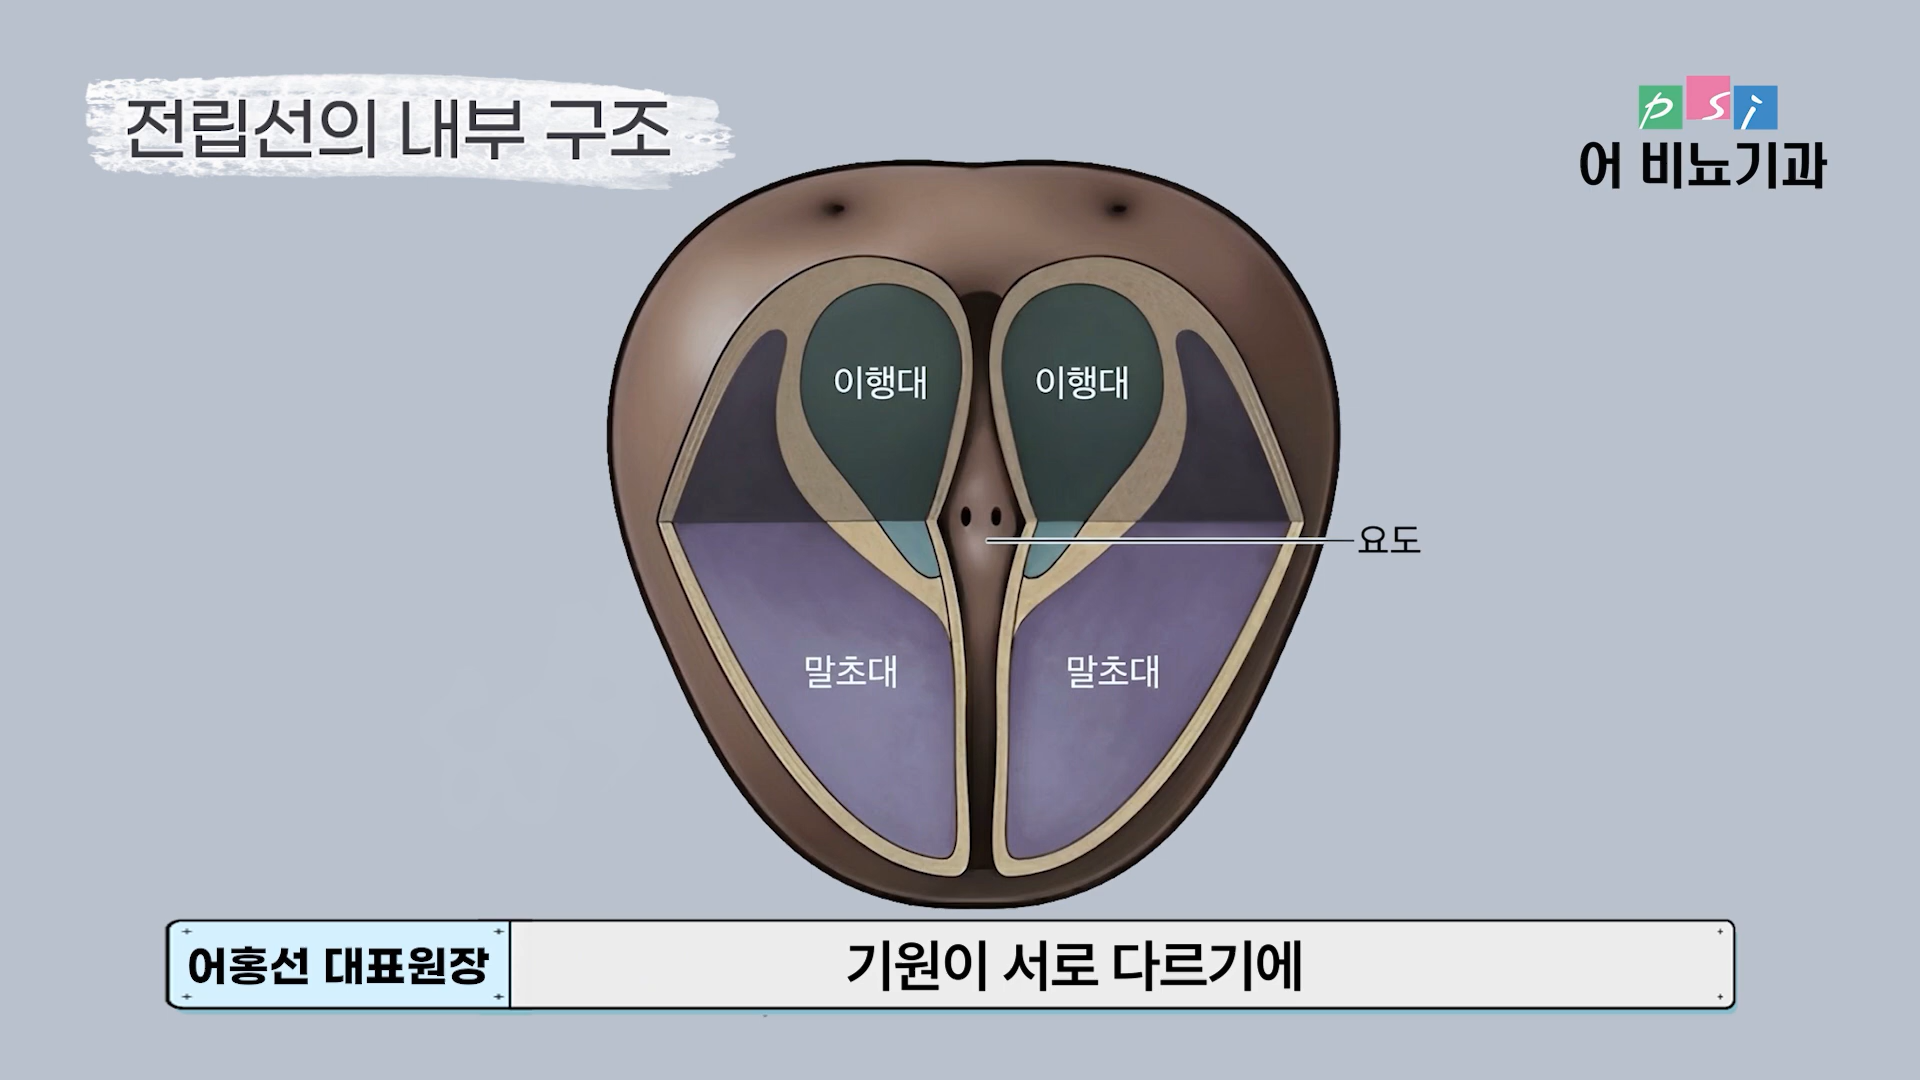 전립선의 내부 구조
psi
어 비뇨기과
이행대
이행대
요도
말초대
말초대
어홍선 대표원장
기원이 서로 다르기에